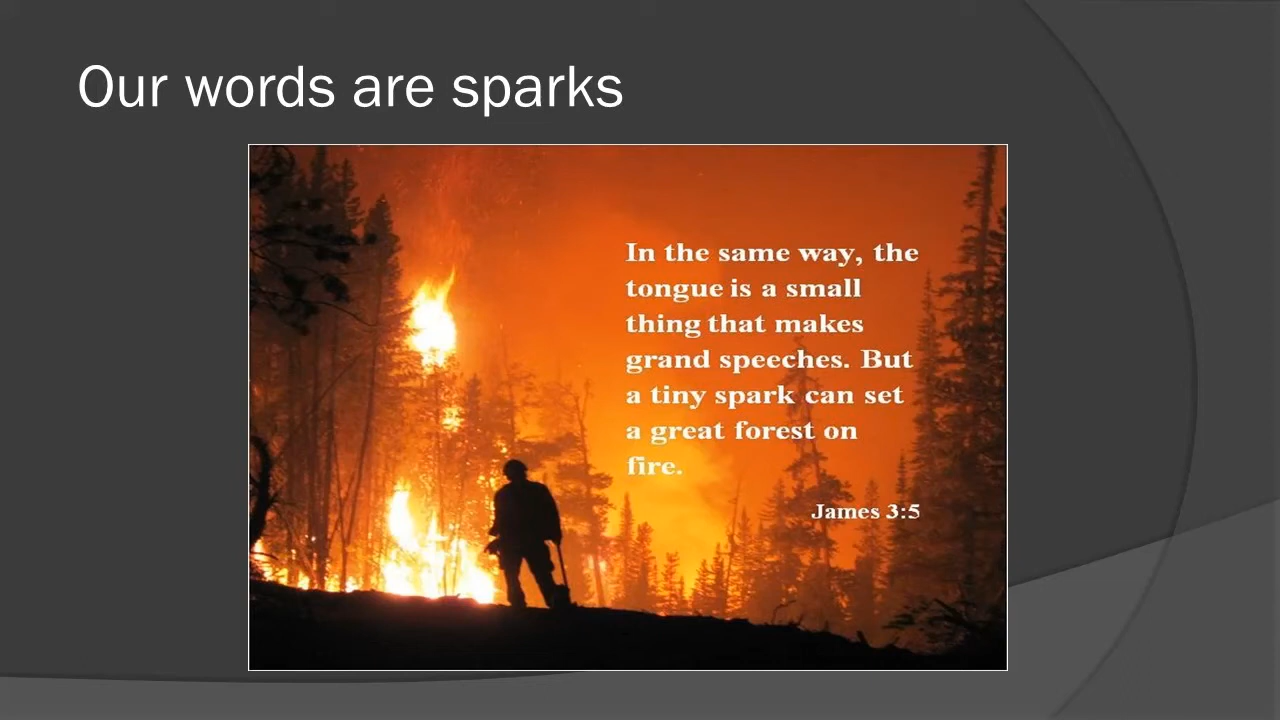 Our words are sparks
In the same way, the
tongue is a small
thing that makes
grand speeches. But
a tiny spark can set
a great forest on
fire.
James 3:5